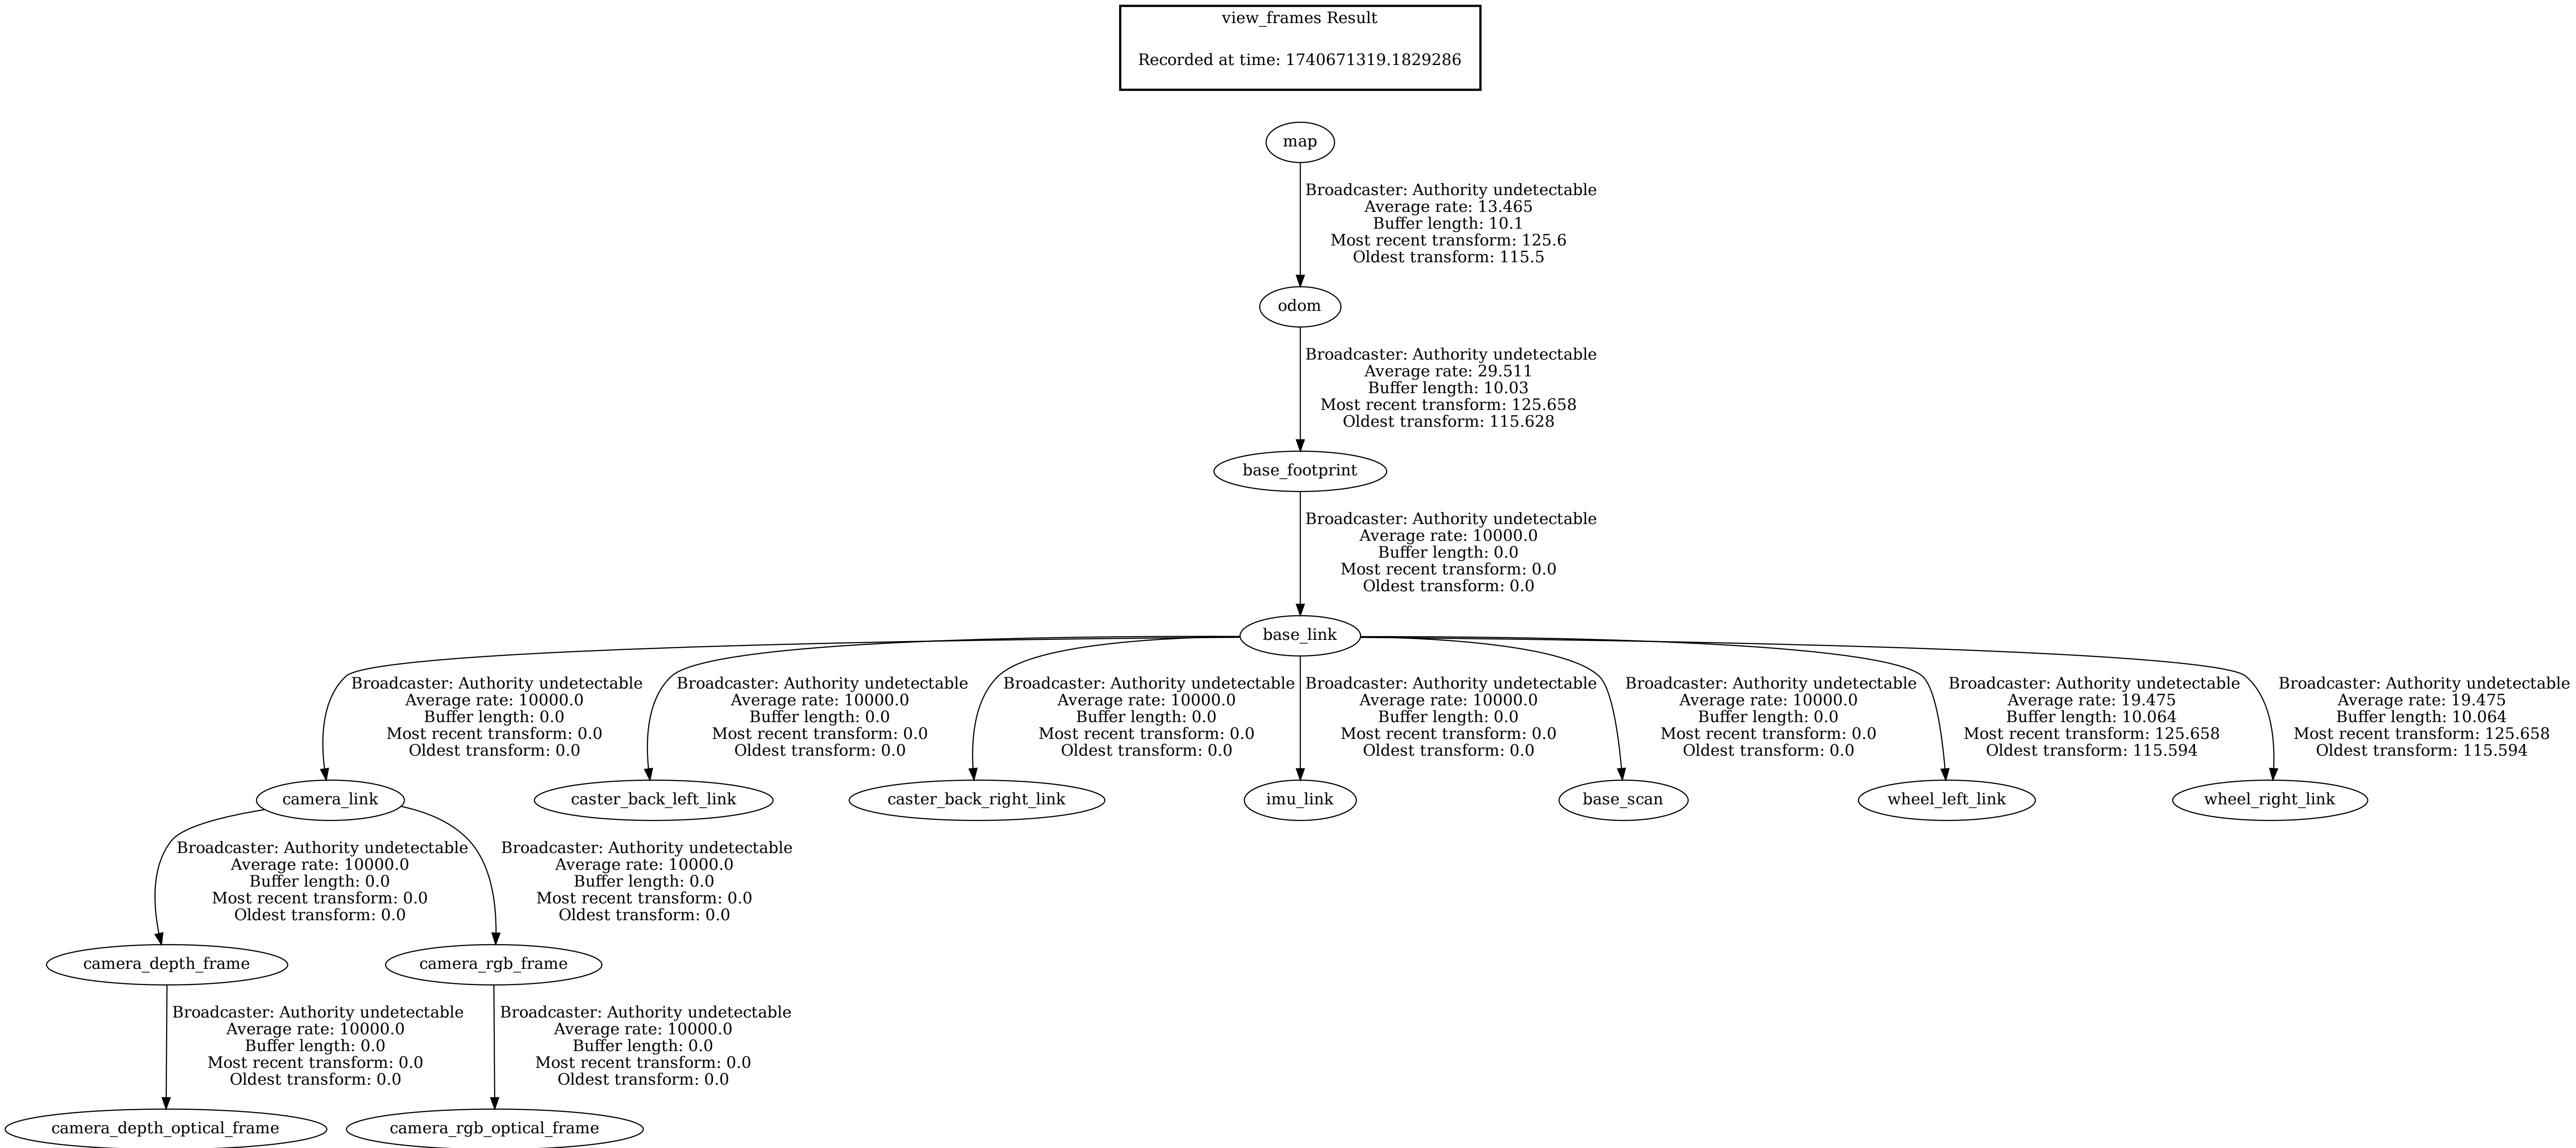 view_frames Result
Recorded at time: 1740671319.1829286
map
Broadcaster: Authority undetectable
Average rate: 13.465
Buffer length: 10.1
Most recent transform: 125.6
Oldest transform: 115.5
odom
Broadcaster: Authority undetectable
Average rate: 29.511
Buffer length: 10.03
Most recent transform: 125.658
Oldest transform: 115.628
base_footprint
Broadcaster: Authority undetectable
Average rate: 10000.0
Buffer length: 0.0
Most recent transform: 0.0
Oldest transform: 0.0
base_link
Broadcaster: Authority undetectable
Average rate: 10000.0
Buffer length: 0.0
Most recent transform: 0.0
Oldest transform: 0.0
Broadcaster: Authority undetectable
Average rate: 10000.0
Buffer length: 0.0
Most recent transform: 0.0
Oldest transform: 0.0
Broadcaster: Authority undetectable
Average rate: 10000.0
Buffer length: 0.0
Most recent transform: 0.0
Oldest transform: 0.0
Broadcaster: Authority undetectable
Average rate: 10000.0
Buffer length: 0.0
Most recent transform: 0.0
Oldest transform: 0.0
Broadcaster: Authority undetectable
Average rate: 10000.0
Buffer length: 0.0
Most recent transform: 0.0
Oldest transform: 0.0
Broadcaster: Authority undetectable
Average rate: 19.475
Buffer length: 10.064
Most recent transform: 125.658
Oldest transform: 115.594
Broadcaster: Authority undetectable
Average rate: 19.475
Buffer length: 10.064
Most recent transform: 125.658
Oldest transform: 115.594
camera_link
caster_back_left_link
caster_back_right_link
imu_link
base_scan
wheel_left_link
wheel_right_link
Broadcaster: Authority undetectable
Average rate: 10000.0
Buffer length: 0.0
Most recent transform: 0.0
Oldest transform: 0.0
Broadcaster: Authority undetectable
Average rate: 10000.0
Buffer length: 0.0
Most recent transform: 0.0
Oldest transform: 0.0
camera_depth_frame
camera_rgb_frame
Broadcaster: Authority undetectable
Average rate: 10000.0
Buffer length: 0.0
Most recent transform: 0.0
Oldest transform: 0.0
Broadcaster: Authority undetectable
Average rate: 10000.0
Buffer length: 0.0
Most recent transform: 0.0
Oldest transform: 0.0
camera_depth_optical_frame
camera_rgb_optical_frame